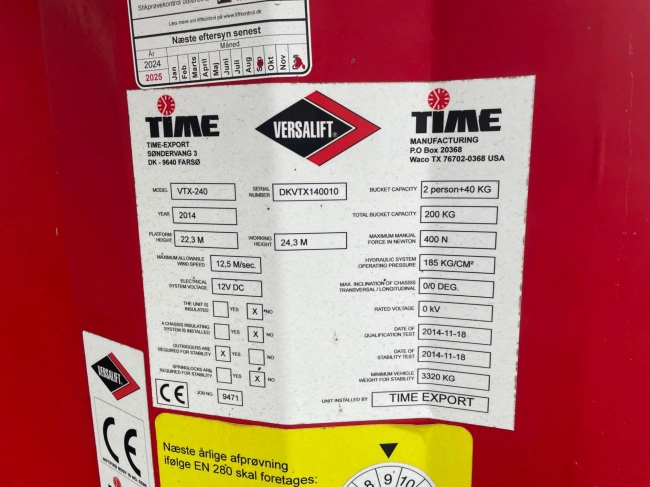 Læs mere om liftkontrol på www.liftkontrol.dk
Næste eftersyn senest
År
Måned
2024
2025
Jan
Feb
Marts
April
Maj
Juni
Juli
Aug
Sep
Okt
Nov
TIME
TIME-EXPORT
SØNDERVANG 3
DK - 9640 FARSØ
VERSALIFT®
TIME
MANUFACTURING
P.O Box 20368
Waco TX 76702-0368 USA
MODEL VTX-240
SERIAL NUMBER DKVTX140010
BUCKET CAPACITY 2 person+40 KG
YEAR 2014
TOTAL BUCKET CAPACITY 200 KG
PLATFORM HEIGHT 22,3 M
WORKING HEIGHT 24,3 M
MAXIMUM MANUAL FORCE IN NEWTON 400 N
MAXIMUM ALLOWABLE WIND SPEED 12,5 M/sec.
HYDRAULIC SYSTEM OPERATING PRESSURE 185 KG/CM²
ELECTRICAL SYSTEM VOLTAGE 12V DC
MAX. INCLINATION OF CHASSIS TRANSVERSAL / LONGITUDINAL 0/0 DEG.
THE UNIT IS INSULATED YES X NO
RATED VOLTAGE 0 kV
A CHASSIS INSULATING SYSTEM IS INSTALLED YES X NO
DATE OF QUALIFICATION TEST 2014-11-18
OUTRIGGERS ARE REQUIRED FOR STABILITY X YES NO
DATE OF STABILITY TEST 2014-11-18
SPRINGLOCKS ARE REQUIRED FOR STABILITY YES X NO
MINIMUM VEHICLE WEIGHT FOR STABILITY 3320 KG
CE
JOB NO. 9471
UNIT INSTALLED BY TIME EXPORT
VERSALIFT®
CE
TIME
Næste årlige afprøvning
ifølge EN 280 skal foretages:
8 9 10